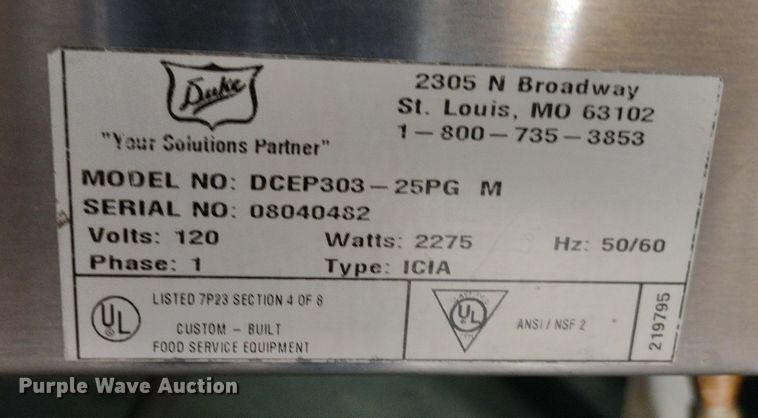 Duke
"Your Solutions Partner"
2305 N Broadway
St. Louis, MO 63102
1-800-735-3853
MODEL NO: DCEP303-25PG M
SERIAL NO: 08040482
Volts: 120 Watts: 2275 Hz: 50/60
Phase: 1 Type: ICIA
UL
LISTED 7P23 SECTION 4 OF 8
CUSTOM - BUILT
FOOD SERVICE EQUIPMENT
UL
ANSI / NSF 2
219795
Purple Wave Auction